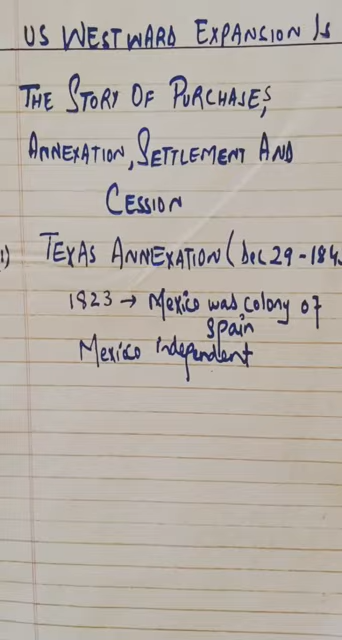 US WESTWARD EXPANSION IS
THE STORY OF PURCHASES,
ANNEXATION, SETTLEMENT AND
CESSION
1) TEXAS ANNEXATION (Dec 29-184
1823 → Mexico was colony of
Spain
Mexico independent